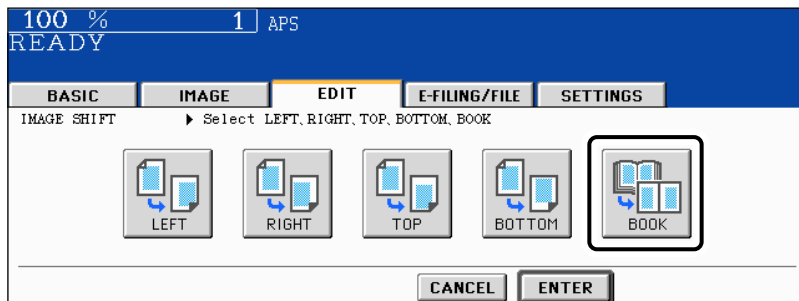 100 % 1 APS
READY
BASIC IMAGE EDIT E-FILING/FILE SETTINGS
IMAGE SHIFT ▶ Select LEFT, RIGHT, TOP, BOTTOM, BOOK
LEFT RIGHT TOP BOTTOM BOOK
CANCEL ENTER